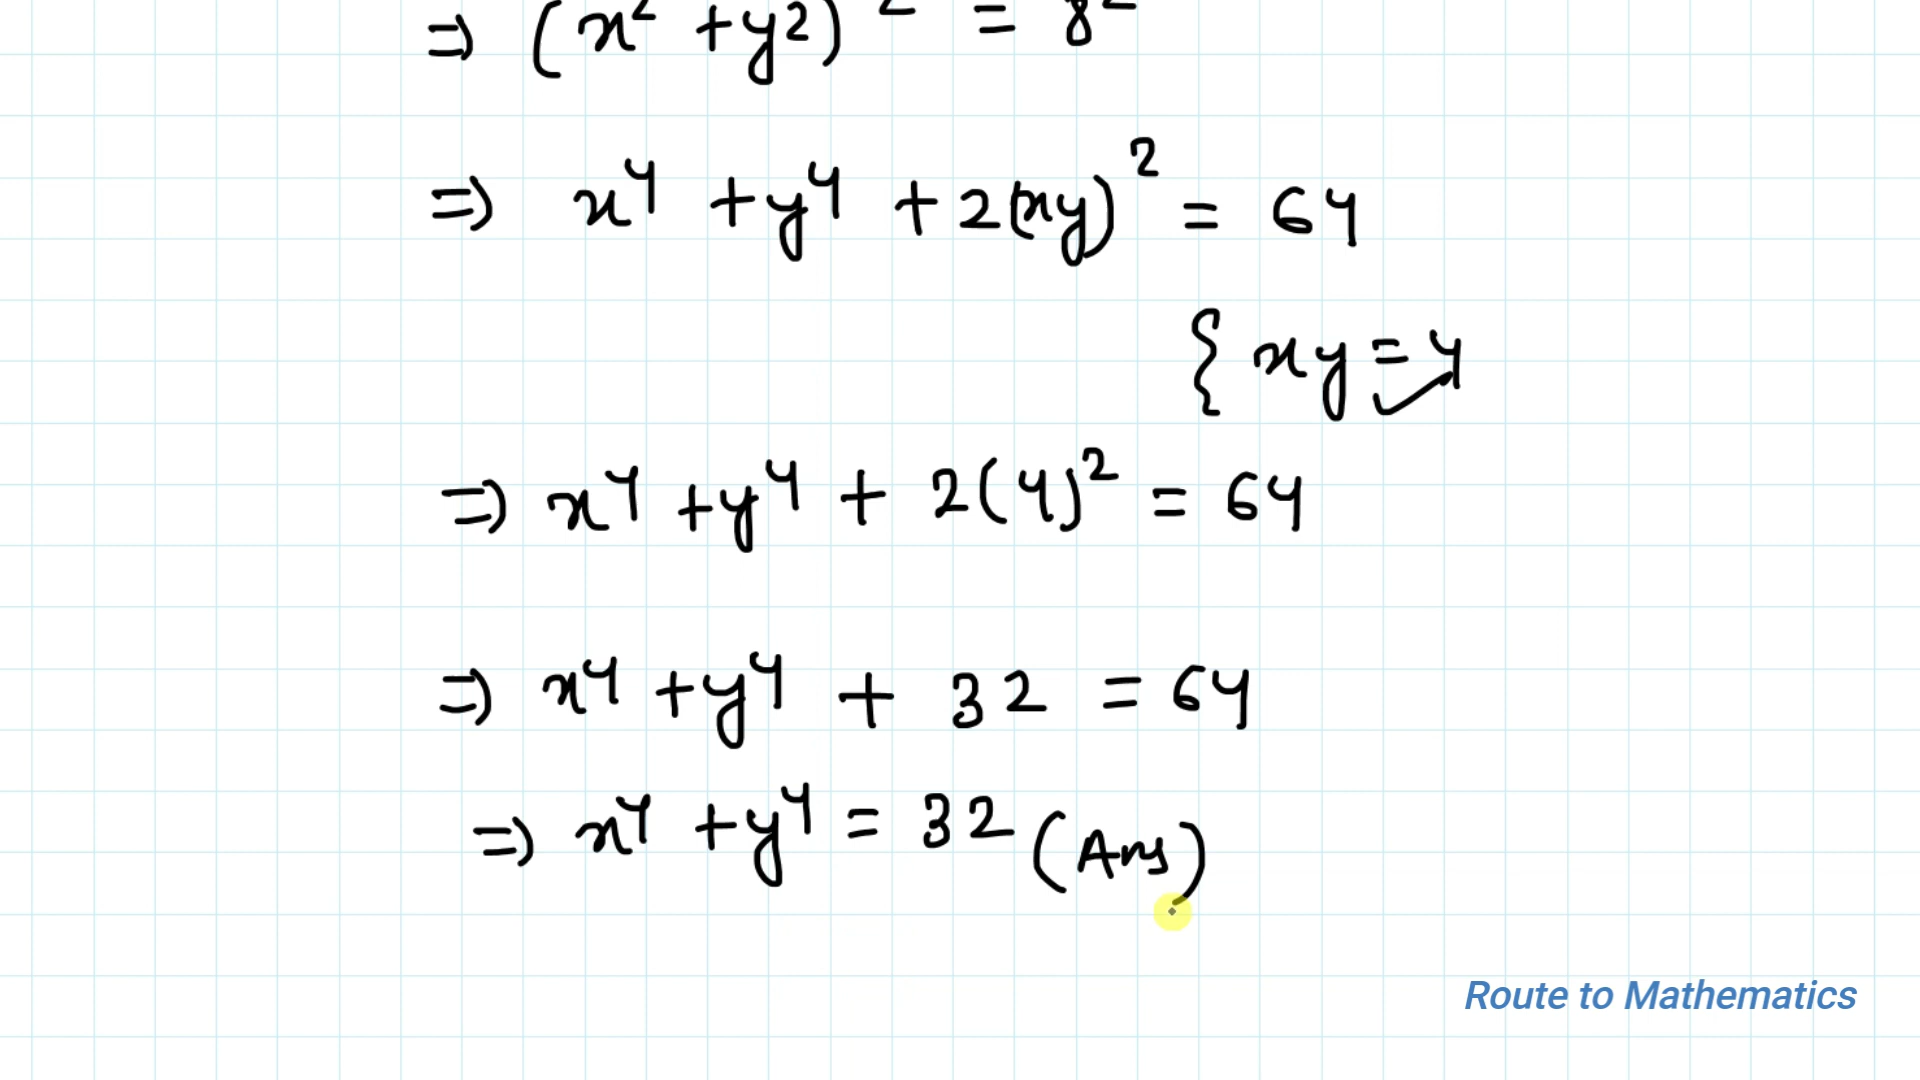 ⇒ (x² + y²)² = 8²
⇒ x⁴ + y⁴ + 2(xy)² = 64
{ xy = 4
⇒ x⁴ + y⁴ + 2(4)² = 64
⇒ x⁴ + y⁴ + 32 = 64
⇒ x⁴ + y⁴ = 32 (Ans)
Route to Mathematics